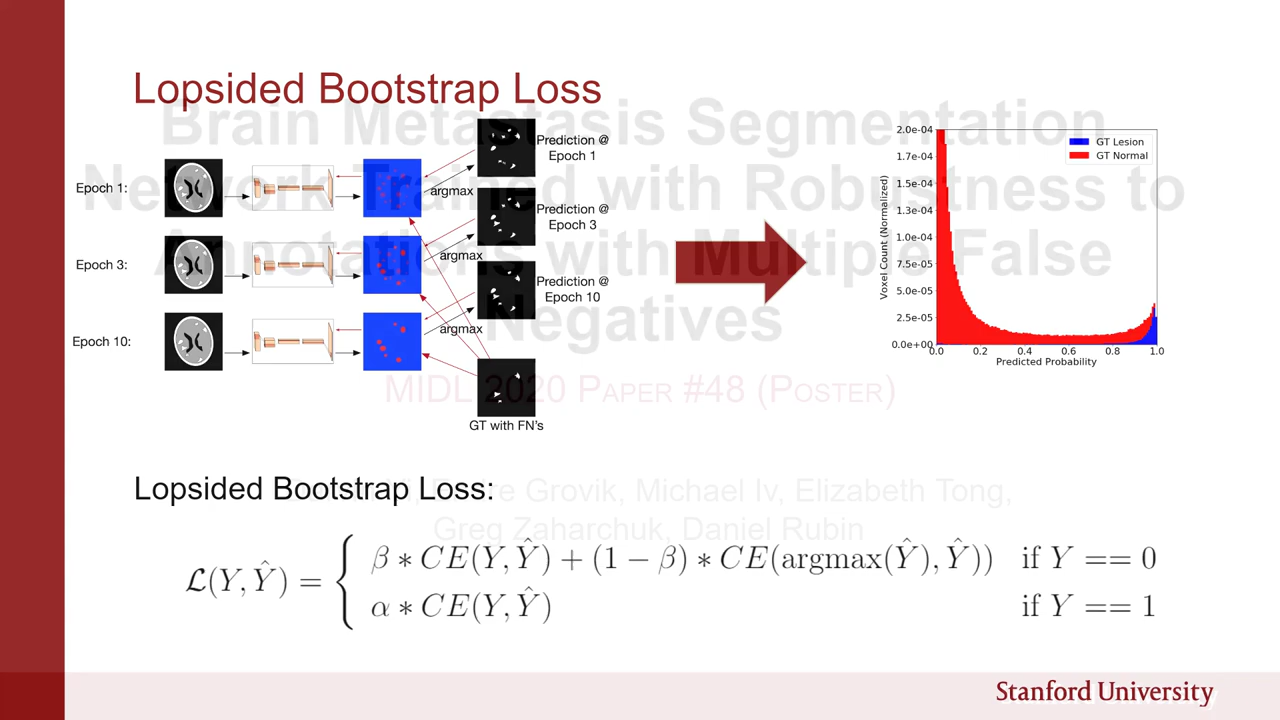 Lopsided Bootstrap Loss
Brain Metastasis Segmentation
Network Trained with Robustness to
Annotations with Multiple False
Negatives
MIDL 2020 Paper #48 (Poster)
Epoch 1:
Epoch 3:
Epoch 10:
argmax
argmax
argmax
Prediction @
Epoch 1
Prediction @
Epoch 3
Prediction @
Epoch 10
GT with FN's
2.0e-04
1.7e-04
1.5e-04
1.3e-04
1.0e-04
7.5e-05
5.0e-05
2.5e-05
0.0e+00
0.0 0.2 0.4 0.6 0.8 1.0
Voxel Count (Normalized)
Predicted Probability
GT Lesion
GT Normal
Lopsided Bootstrap Loss:
Grovik, Michael Iv, Elizabeth Tong,
Greg Zaharchuk, Daniel Rubin
ℒ(Y, Ŷ) = { β ∗ CE(Y, Ŷ) + (1 − β) ∗ CE(argmax(Ŷ), Ŷ)) if Y == 0
α ∗ CE(Y, Ŷ) if Y == 1
Stanford University